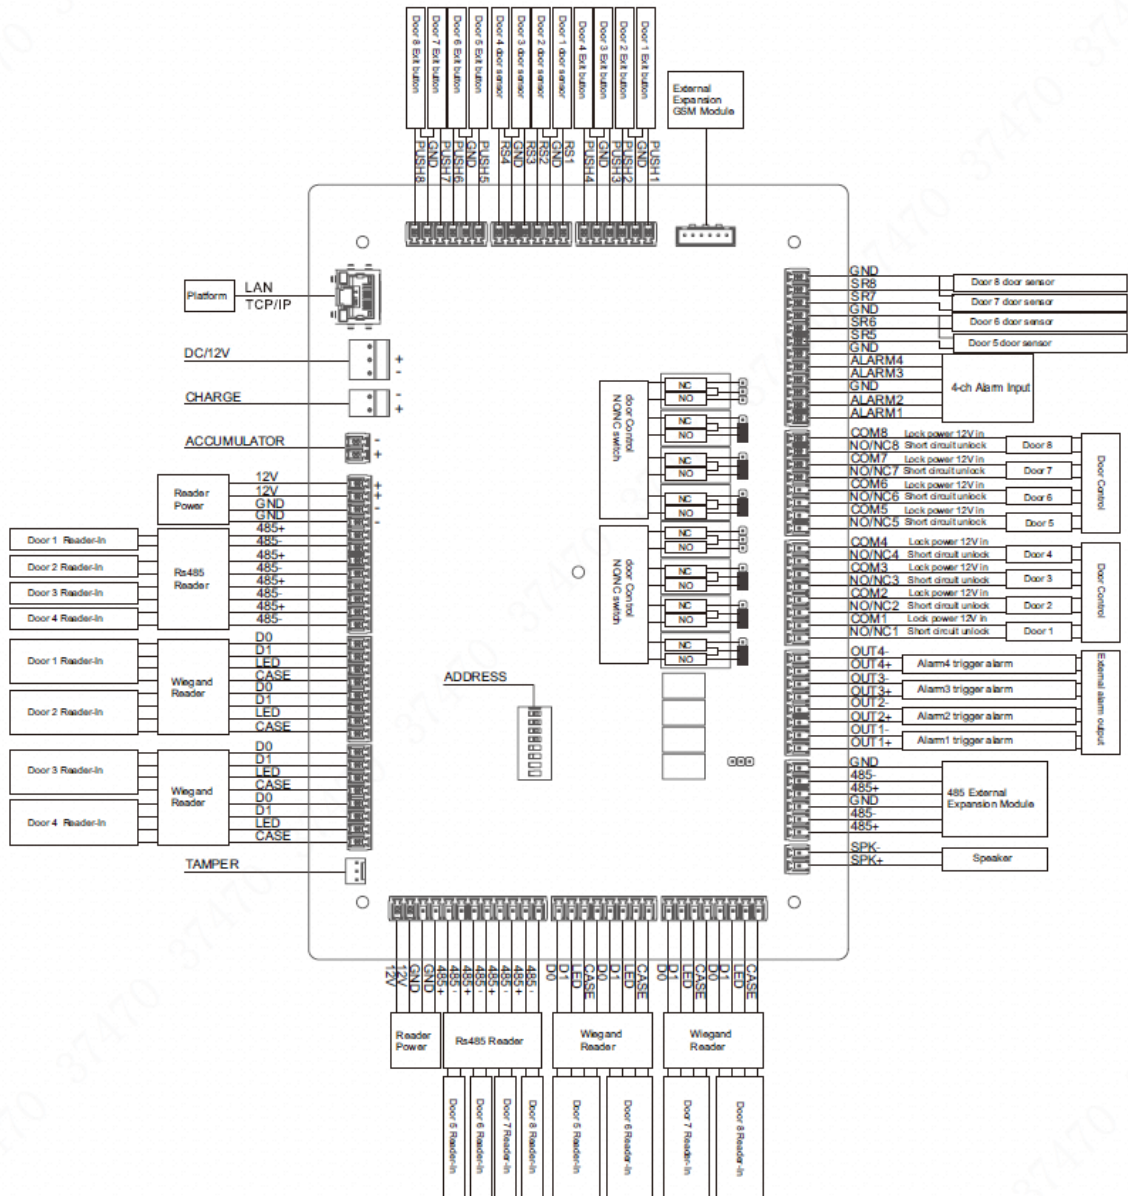 Door 8 Exit button
Door 7 Exit button
Door 6 Exit button
Door 5 Exit button
Door 4 door sensor
Door 3 door sensor
Door 2 door sensor
Door 1 door sensor
Door 4 Exit button
Door 3 Exit button
Door 2 Exit button
Door 1 Exit button
External
Expansion
GSM Module
PUSH8
GND
PUSH7
PUSH6
GND
PUSH5
RS4
GND
RS3
RS2
GND
RS1
PUSH4
GND
PUSH3
PUSH2
GND
PUSH1
Platform
LAN
TCP/IP
DC/12V
+
-
CHARGE
-
+
ACCUMULATOR
-
+
Reader
Power
12V
12V
GND
GND
+
+
-
-
Door 1 Reader-In
Door 2 Reader-In
Door 3 Reader-In
Door 4 Reader-In
Rs485
Reader
485+
485-
485+
485-
485+
485-
485+
485-
Door 1 Reader-In
Door 2 Reader-In
Wiegand
Reader
D0
D1
LED
CASE
D0
D1
LED
CASE
Door 3 Reader-In
Door 4 Reader-In
Wiegand
Reader
D0
D1
LED
CASE
D0
D1
LED
CASE
TAMPER
ADDRESS
door Control
NO/NC switch
NC
NO
NC
NO
NC
NO
NC
NO
door Control
NO/NC switch
NC
NO
NC
NO
NC
NO
NC
NO
GND
SR8
SR7
GND
SR6
SR5
GND
Door 8 door sensor
Door 7 door sensor
Door 6 door sensor
Door 5 door sensor
ALARM4
ALARM3
GND
ALARM2
ALARM1
4-ch Alarm Input
COM8 Lock power 12V in
NO/NC8 Short circuit unlock Door 8
COM7 Lock power 12V in
NO/NC7 Short circuit unlock Door 7
COM6 Lock power 12V in
NO/NC6 Short circuit unlock Door 6
COM5 Lock power 12V in
NO/NC5 Short circuit unlock Door 5
Door Control
COM4 Lock power 12V in
NO/NC4 Short circuit unlock Door 4
COM3 Lock power 12V in
NO/NC3 Short circuit unlock Door 3
COM2 Lock power 12V in
NO/NC2 Short circuit unlock Door 2
COM1 Lock power 12V in
NO/NC1 Short circuit unlock Door 1
Door Control
OUT4-
OUT4+ Alarm4 trigger alarm
OUT3-
OUT3+ Alarm3 trigger alarm
OUT2-
OUT2+ Alarm2 trigger alarm
OUT1-
OUT1+ Alarm1 trigger alarm
External alarm output
GND
485-
485+
GND
485-
485+
485 External
Expansion Module
SPK-
SPK+
Speaker
12V
12V
GND
GND
485+
485-
485+
485-
485+
485-
485+
485-
D0
D1
LED
CASE
D0
D1
LED
CASE
D0
D1
LED
CASE
D0
D1
LED
CASE
Reader
Power
Rs485 Reader
Wiegand
Reader
Wiegand
Reader
Door 5 Reader-In
Door 6 Reader-In
Door 7 Reader-In
Door 8 Reader-In
Door 5 Reader-In
Door 6 Reader-In
Door 7 Reader-In
Door 8 Reader-In
37470
37470
37470
37470
37470
37470
37470